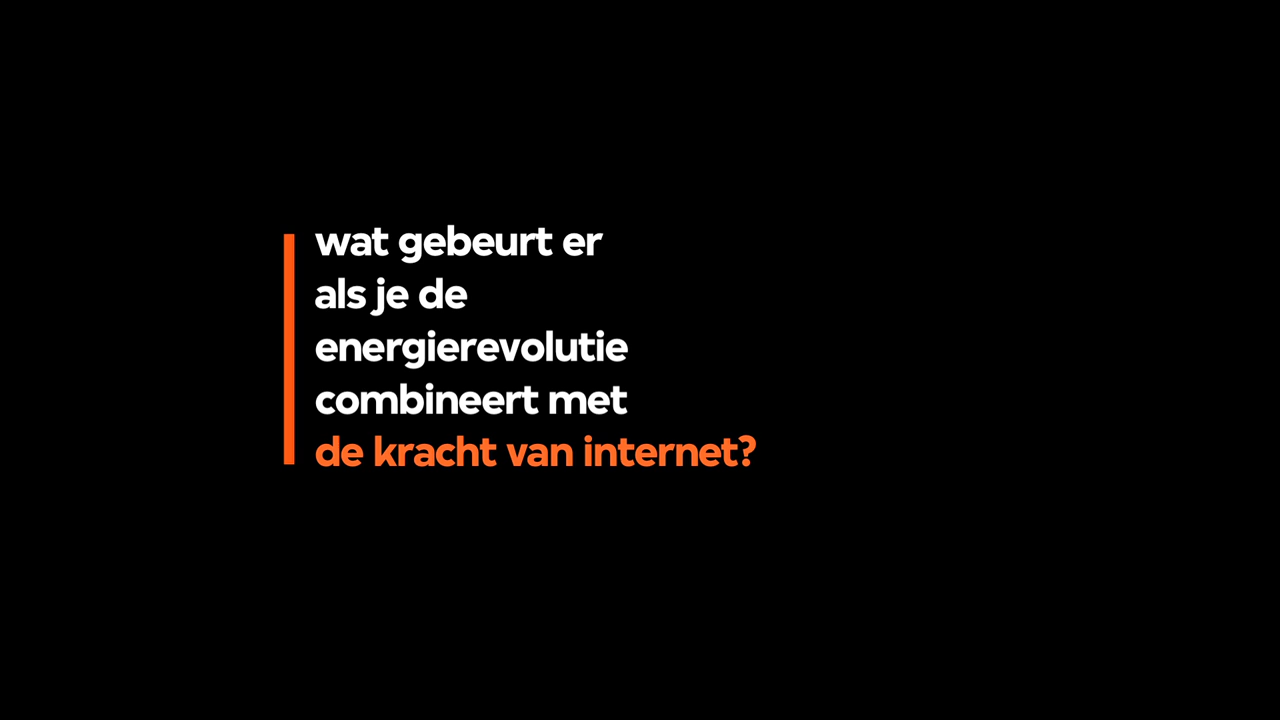 wat gebeurt er
als je de
energierevolutie
combineert met
de kracht van internet?